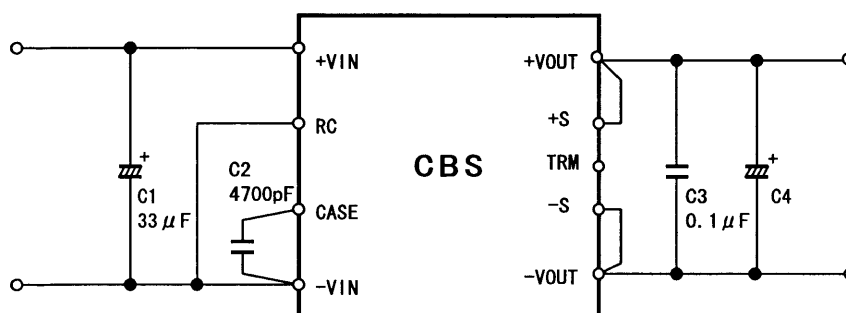 +VIN
+VOUT
RC
+S
C2
4700pF
CBS
TRM
+
C1
33μF
CASE
-S
C3
0.1μF
+
C4
-VIN
-VOUT